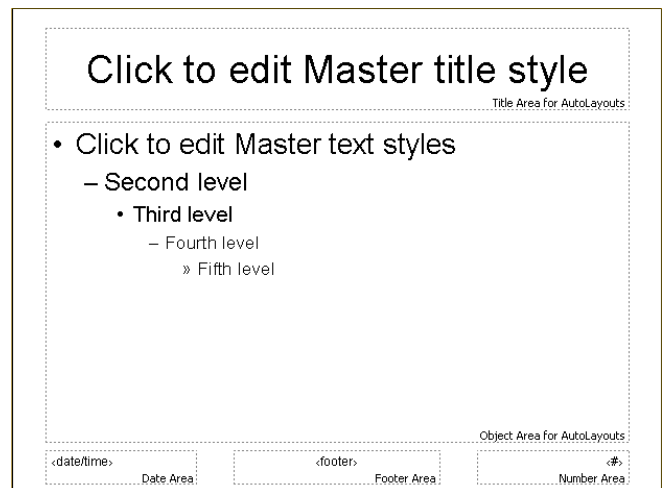 Click to edit Master title style
Title Area for AutoLayouts
• Click to edit Master text styles
– Second level
• Third level
– Fourth level
» Fifth level
Object Area for AutoLayouts
<date/time>
Date Area
<footer>
Footer Area
<#>
Number Area